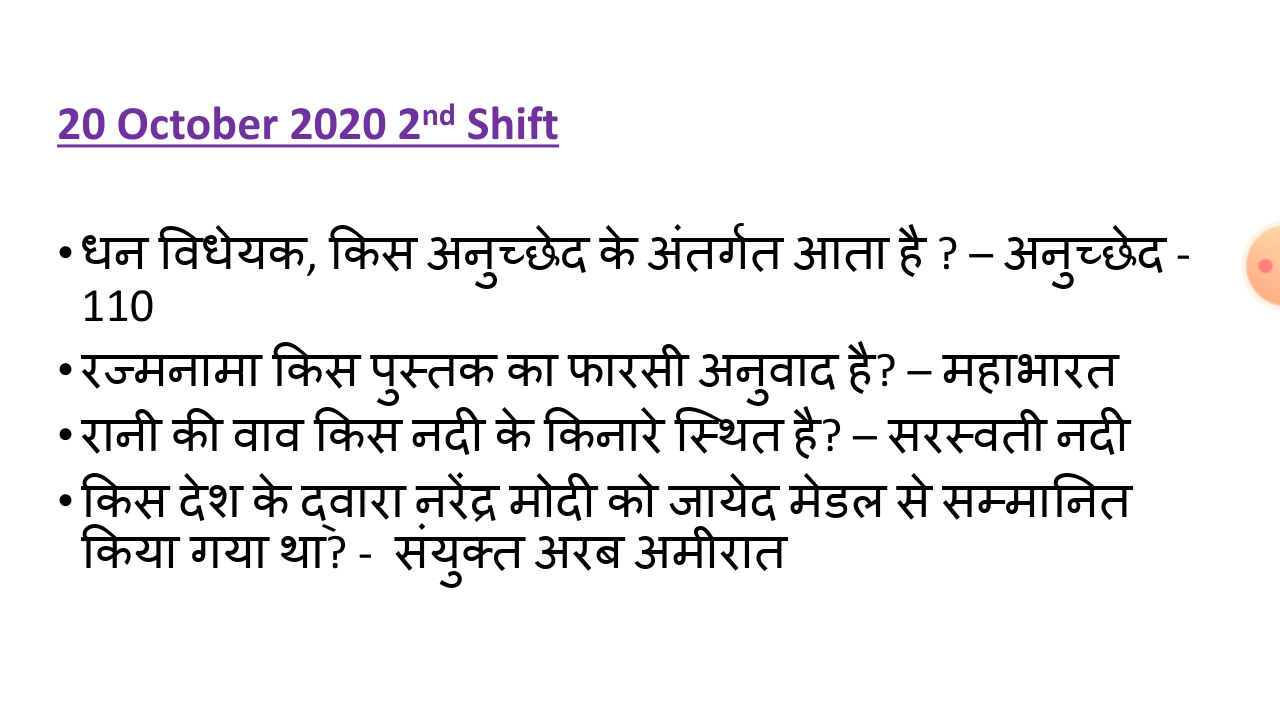 20 October 2020 2nd Shift
• धन विधेयक, किस अनुच्छेद के अंतर्गत आता है ? – अनुच्छेद -
110
• रज्मनामा किस पुस्तक का फारसी अनुवाद है? – महाभारत
• रानी की वाव किस नदी के किनारे स्थित है? – सरस्वती नदी
• किस देश के द्वारा नरेंद्र मोदी को जायेद मेडल से सम्मानित
किया गया था? - संयुक्त अरब अमीरात